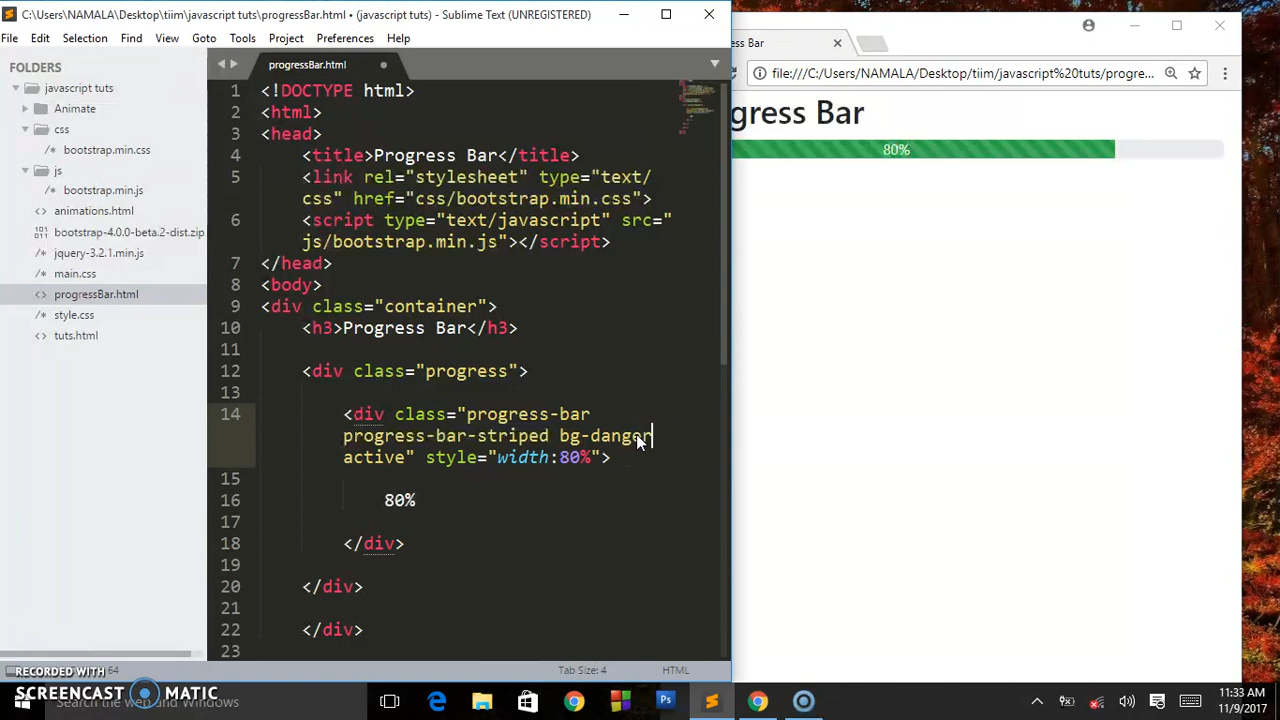 C:\Users\NAMALA\Desktop\tiim\javascript tuts\progressBar.html • (javascript tuts) - Sublime Text (UNREGISTERED)
File Edit Selection Find View Goto Tools Project Preferences Help
FOLDERS
javascript tuts
Animate
css
bootstrap.min.css
js
bootstrap.min.js
animations.html
bootstrap-4.0.0-beta.2-dist.zip
jquery-3.2.1.min.js
main.css
progressBar.html
style.css
tuts.html
progressBar.html
1 <!DOCTYPE html>
2 <html>
3 <head>
4 <title>Progress Bar</title>
5 <link rel="stylesheet" type="text/
css" href="css/bootstrap.min.css">
6 <script type="text/javascript" src="
js/bootstrap.min.js"></script>
7 </head>
8 <body>
9 <div class="container">
10 <h3>Progress Bar</h3>
11
12 <div class="progress">
13
14 <div class="progress-bar
progress-bar-striped bg-danger
active" style="width:80%">
15
16 80%
17
18 </div>
19
20 </div>
21
22 </div>
23
64
Tab Size: 4 HTML
ess Bar
file:///C:/Users/NAMALA/Desktop/tiim/javascript%20tuts/progre...
gress Bar
80%
RECORDED WITH
SCREENCAST MATIC
Search the web and Windows
11:33 AM
11/9/2017